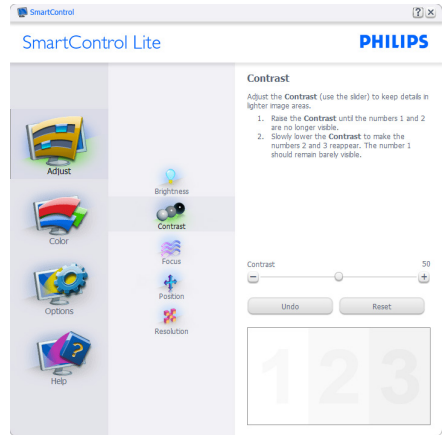 SmartControl
SmartControl Lite
PHILIPS
Adjust
Color
Options
Help
Brightness
Contrast
Focus
Position
Resolution
Contrast
Adjust the Contrast (use the slider) to keep details in
lighter image areas.
1. Raise the Contrast until the numbers 1 and 2
are no longer visible.
2. Slowly lower the Contrast to make the
numbers 2 and 3 reappear. The number 1
should remain barely visible.
Contrast 50
Undo Reset
1 2 3